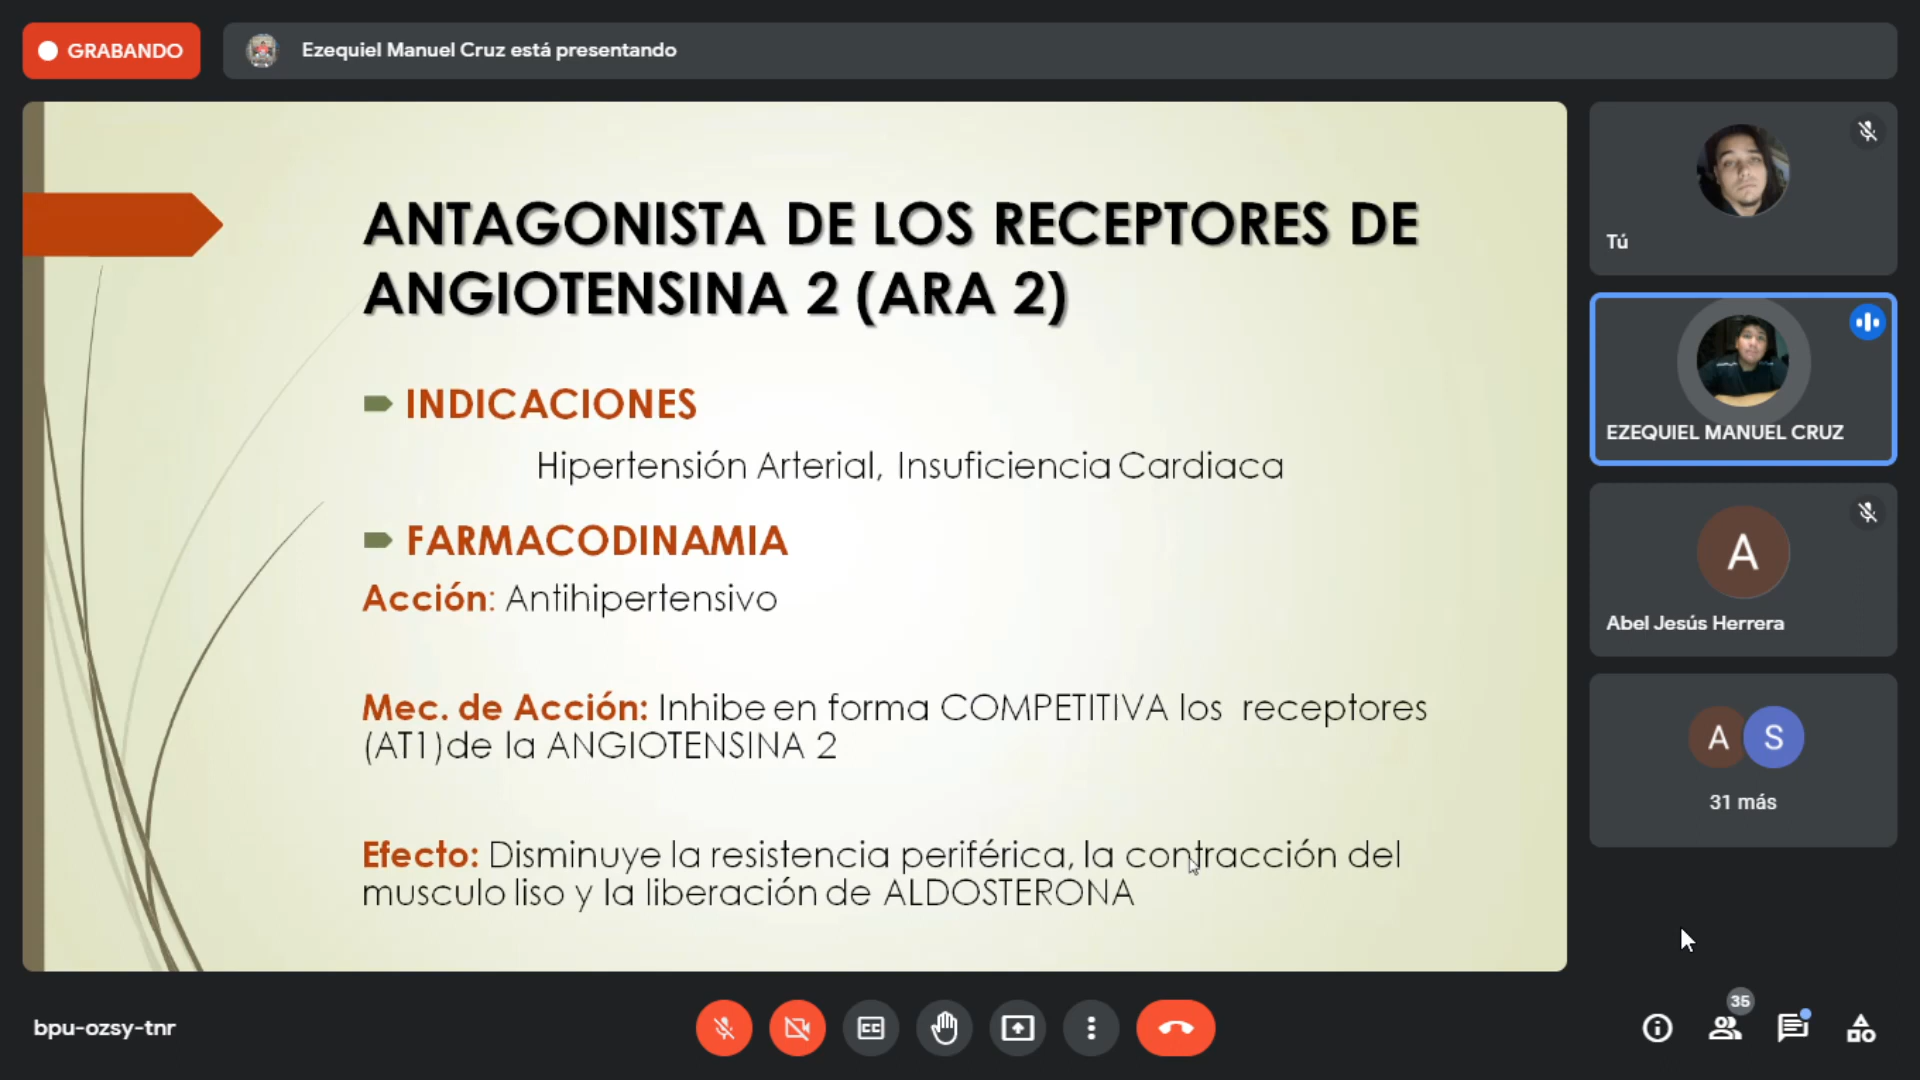 GRABANDO
Ezequiel Manuel Cruz está presentando
ANTAGONISTA DE LOS RECEPTORES DE
ANGIOTENSINA 2 (ARA 2)
INDICACIONES
Hipertensión Arterial, Insuficiencia Cardiaca
FARMACODINAMIA
Acción: Antihipertensivo
Mec. de Acción: Inhibe en forma COMPETITIVA los receptores
(AT1)de la ANGIOTENSINA 2
Efecto: Disminuye la resistencia periférica, la contracción del
musculo liso y la liberación de ALDOSTERONA
Tú
EZEQUIEL MANUEL CRUZ
A
Abel Jesús Herrera
A S
31 más
bpu-ozsy-tnr
CC
35